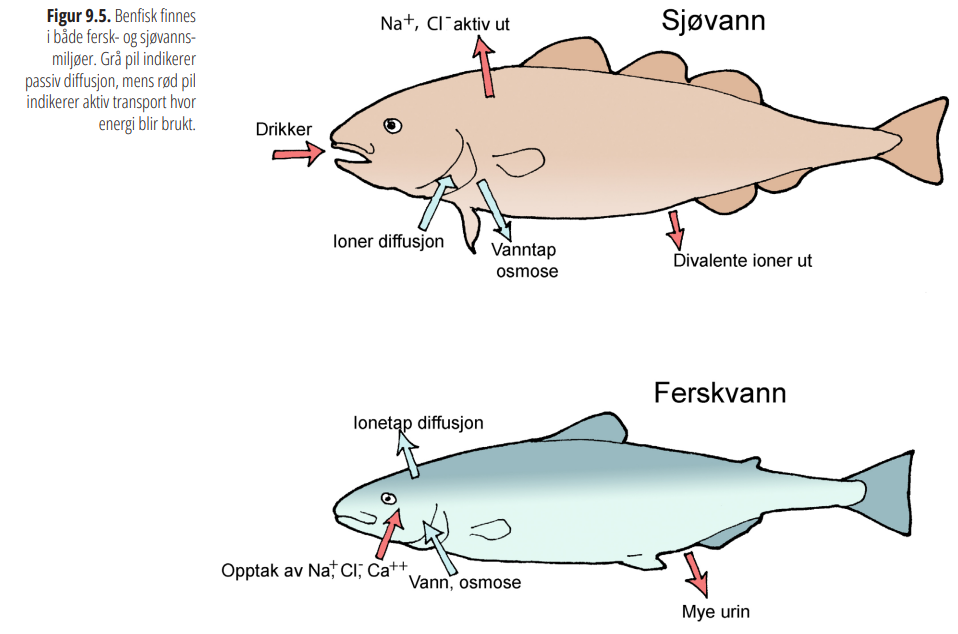 Figur 9.5. Benfisk finnes
i både fersk- og sjøvanns-
miljøer. Grå pil indikerer
passiv diffusjon, mens rød pil
indikerer aktiv transport hvor
energi blir brukt.
Sjøvann
Na⁺, Cl⁻ aktiv ut
Drikker
Ioner diffusjon
Vanntap
osmose
Divalente ioner ut
Ferskvann
Ionetap diffusjon
Opptak av Na⁺, Cl⁻, Ca⁺⁺
Vann, osmose
Mye urin